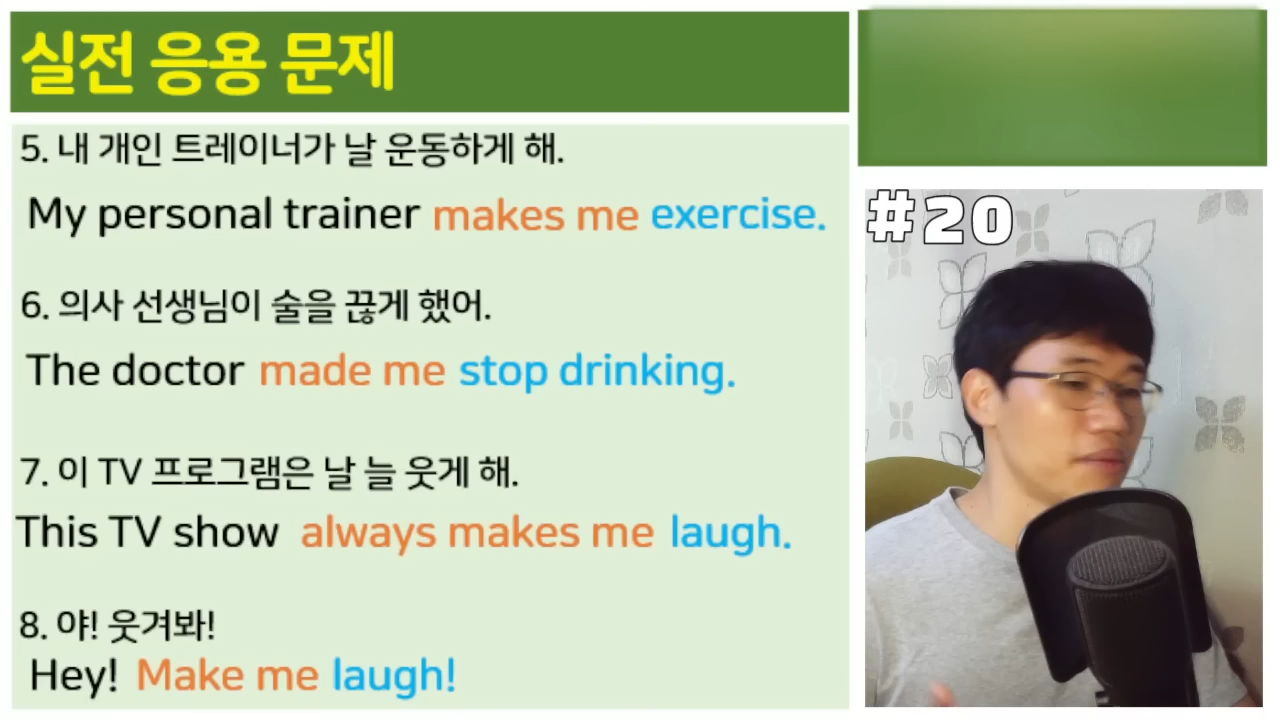 실전 응용 문제
5. 내 개인 트레이너가 날 운동하게 해.
My personal trainer makes me exercise.
6. 의사 선생님이 술을 끊게 했어.
The doctor made me stop drinking.
7. 이 TV 프로그램은 날 늘 웃게 해.
This TV show always makes me laugh.
8. 야! 웃겨봐!
Hey! Make me laugh!
#20